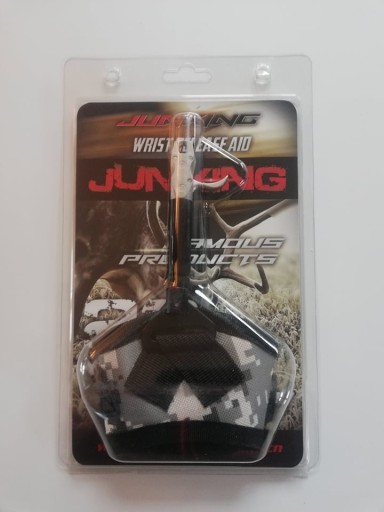 JUNXING
WRIST RELEASE AID
JUNXING
FAMOUS
PRODUCTS